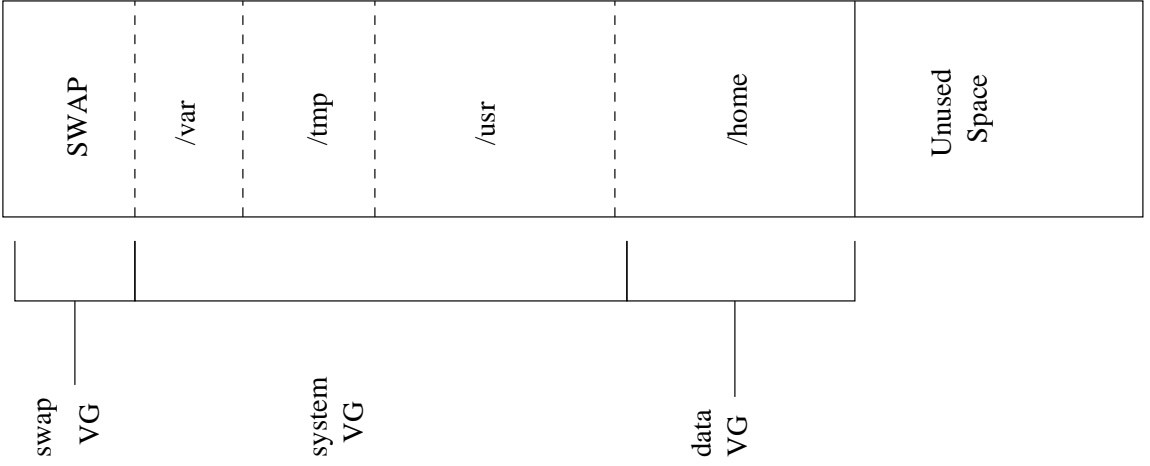 SWAP
/var
/tmp
/usr
/home
Unused
Space
swap
VG
system
VG
data
VG